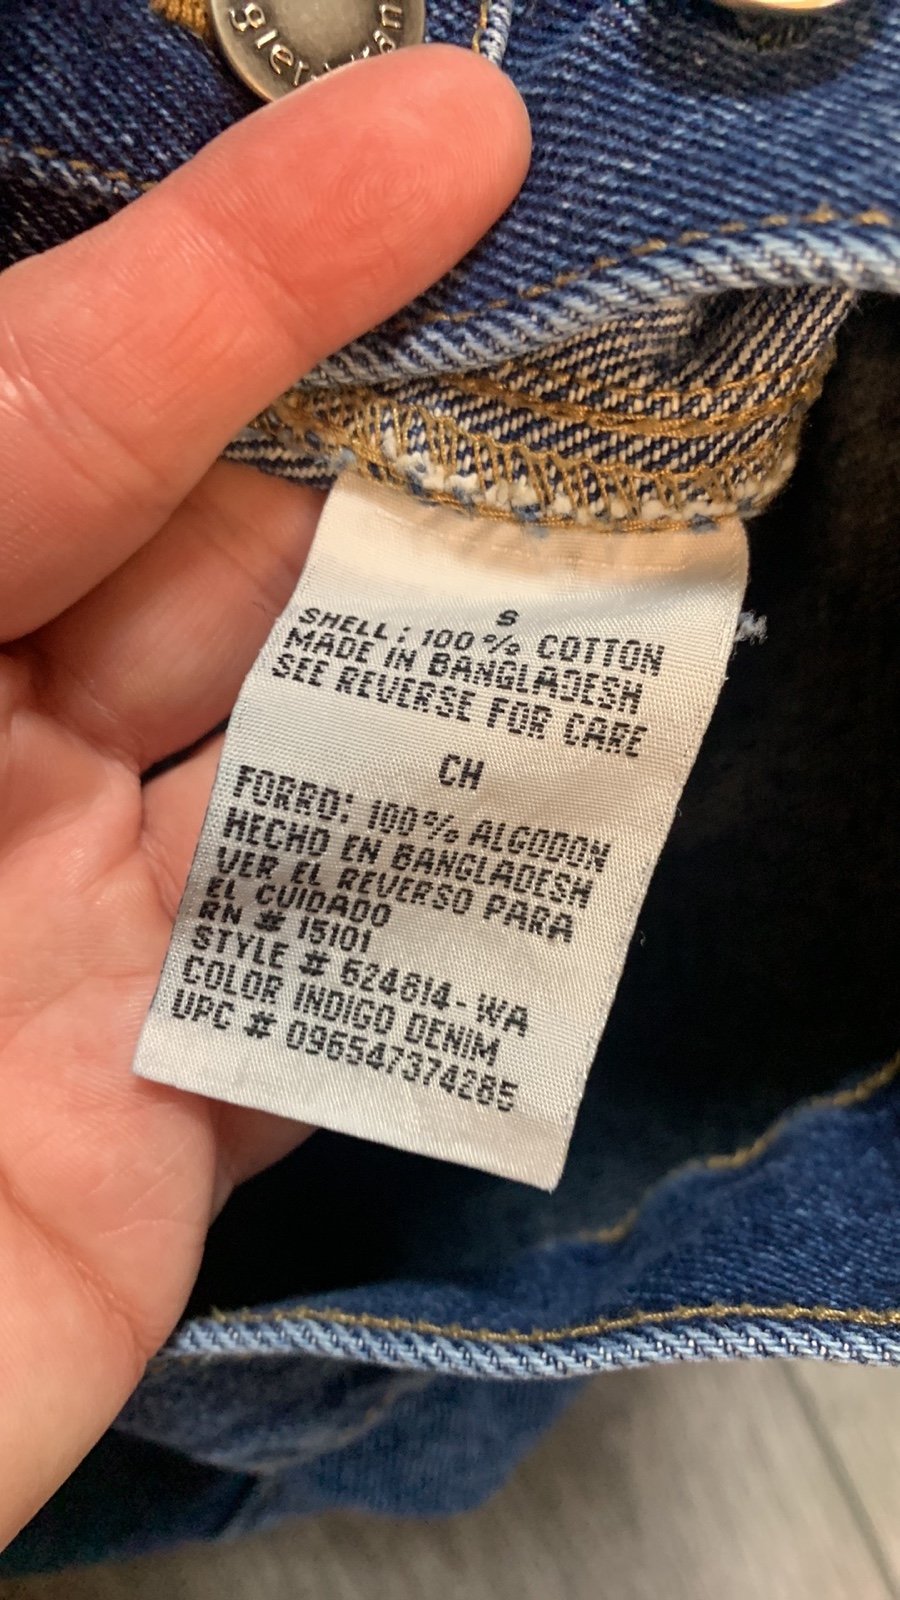 S
SHELL: 100% COTTON
MADE IN BANGLADESH
SEE REVERSE FOR CARE
CH
FORRO: 100% ALGODON
HECHO EN BANGLADESH
VER EL REVERSO PARA
EL CUIDADO
RN # 15101
STYLE # 624614-WA
COLOR INDIGO DENIM
UPC # 096547374285